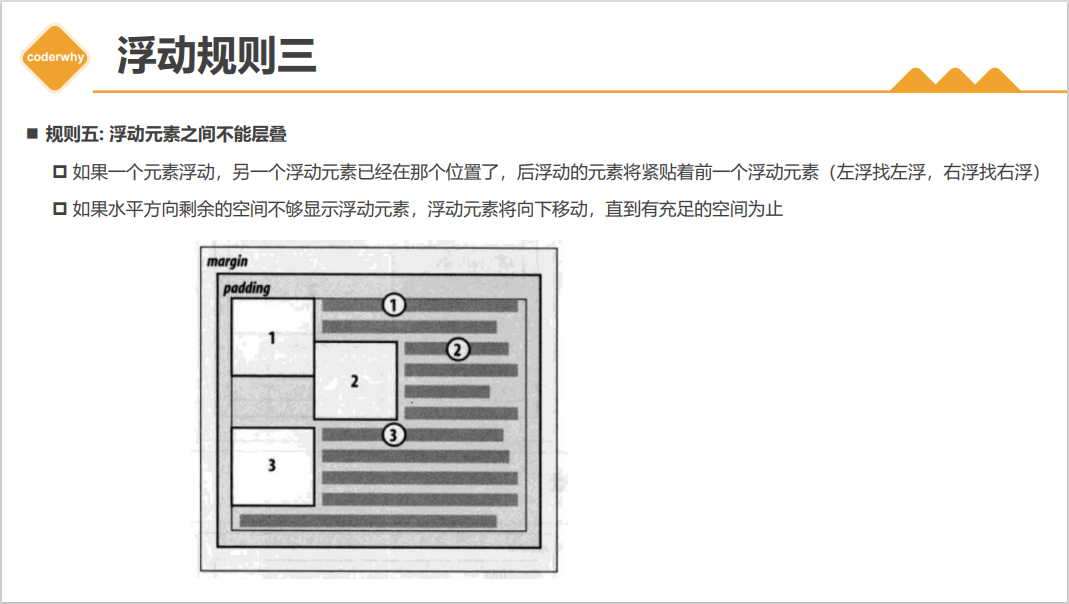 coderwhy
浮动规则三
规则五: 浮动元素之间不能层叠
如果一个元素浮动，另一个浮动元素已经在那个位置了，后浮动的元素将紧贴着前一个浮动元素（左浮找左浮，右浮找右浮）
如果水平方向剩余的空间不够显示浮动元素，浮动元素将向下移动，直到有充足的空间为止
margin
padding
1
1
2
2
3
3